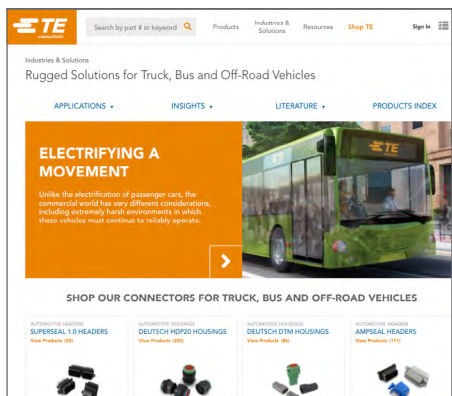 TE
connectivity
Search by part # or keyword
Products
Industries &
Solutions
Resources
Shop TE
Sign In
Industries & Solutions
Rugged Solutions for Truck, Bus and Off-Road Vehicles
APPLICATIONS
INSIGHTS
LITERATURE
PRODUCTS INDEX
ELECTRIFYING A
MOVEMENT
Unlike the electrification of passenger cars, the
commercial world has very different considerations,
including extremely harsh environments in which
these vehicles must continue to reliably operate.
TE
SHOP OUR CONNECTORS FOR TRUCK, BUS AND OFF-ROAD VEHICLES
AUTOMOTIVE HEADERS
SUPERSEAL 1.0 HEADERS
View Products
AUTOMOTIVE HOUSINGS
DEUTSCH HDP20 HOUSINGS
View Products
AUTOMOTIVE HOUSINGS
DEUTSCH DTM HOUSINGS
View Products
AUTOMOTIVE HEADERS
AMPSEAL HEADERS
View Products (111)